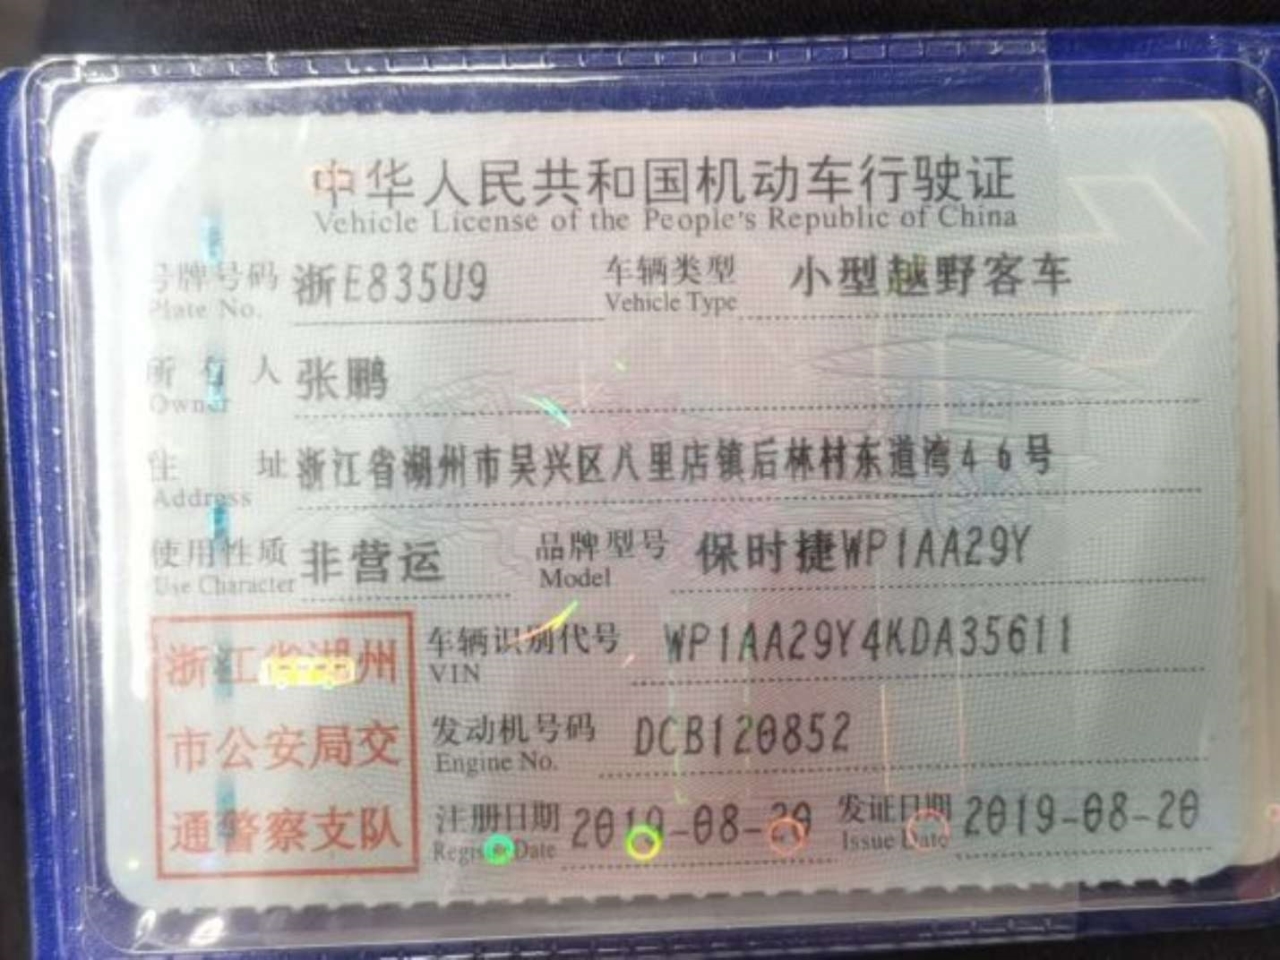 中华人民共和国机动车行驶证
Vehicle License of the People's Republic of China
号牌号码 浙E835U9 车辆类型 小型越野客车
Plate No. Vehicle Type
所有人 张鹏
Owner
住址 浙江省湖州市吴兴区八里店镇后林村东道湾46号
Address
使用性质 非营运 品牌型号 保时捷WP1AA29Y
Use Character Model
浙江省湖州 车辆识别代号 WP1AA29Y4KDA35611
VIN
市公安局交 发动机号码 DCB120852
Engine No.
通警察支队 注册日期 2019-08-20 发证日期 2019-08-20
Register Date Issue Date